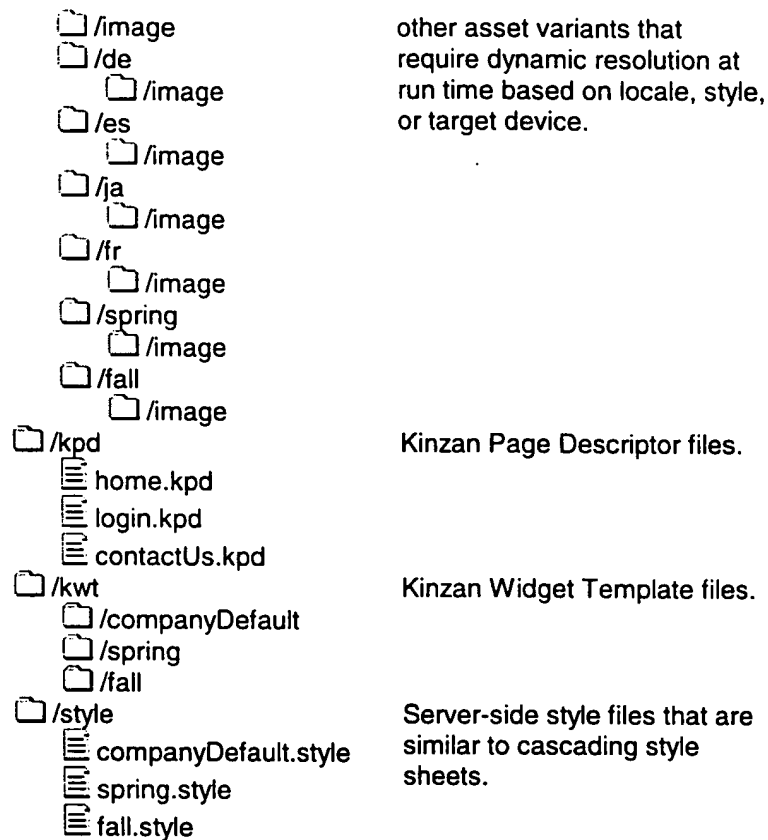 /image other asset variants that
/de require dynamic resolution at
/image run time based on locale, style,
/es or target device.
/image
/ja
/image
/fr
/image
/spring
/image
/fall
/image
/kpd Kinzan Page Descriptor files.
home.kpd
login.kpd
contactUs.kpd
/kwt Kinzan Widget Template files.
/companyDefault
/spring
/fall
/style Server-side style files that are
companyDefault.style similar to cascading style
spring.style sheets.
fall.style